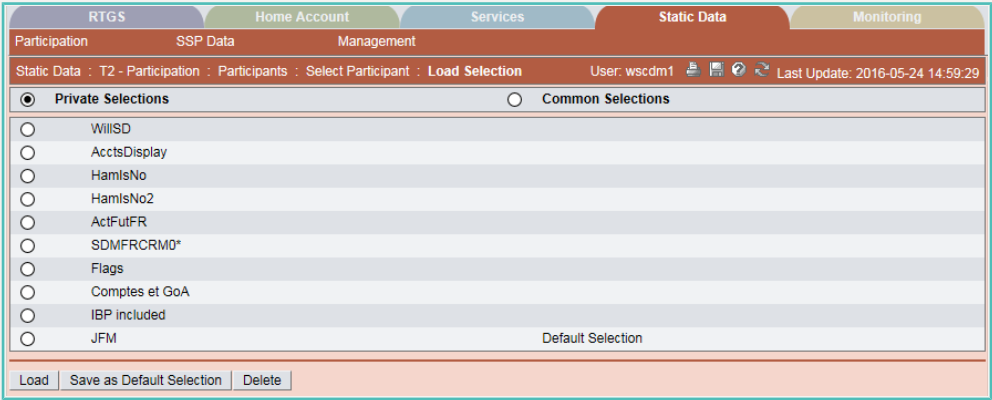 RTGS Home Account Services Static Data Monitoring
Participation SSP Data Management
Static Data : T2 - Participation : Participants : Select Participant : Load Selection User: wscdm1 Last Update: 2016-05-24 14:59:29
Private Selections Common Selections
WillSD
AcctsDisplay
HamIsNo
HamIsNo2
ActFutFR
SDMFRCRM0*
Flags
Comptes et GoA
IBP included
JFM Default Selection
Load Save as Default Selection Delete